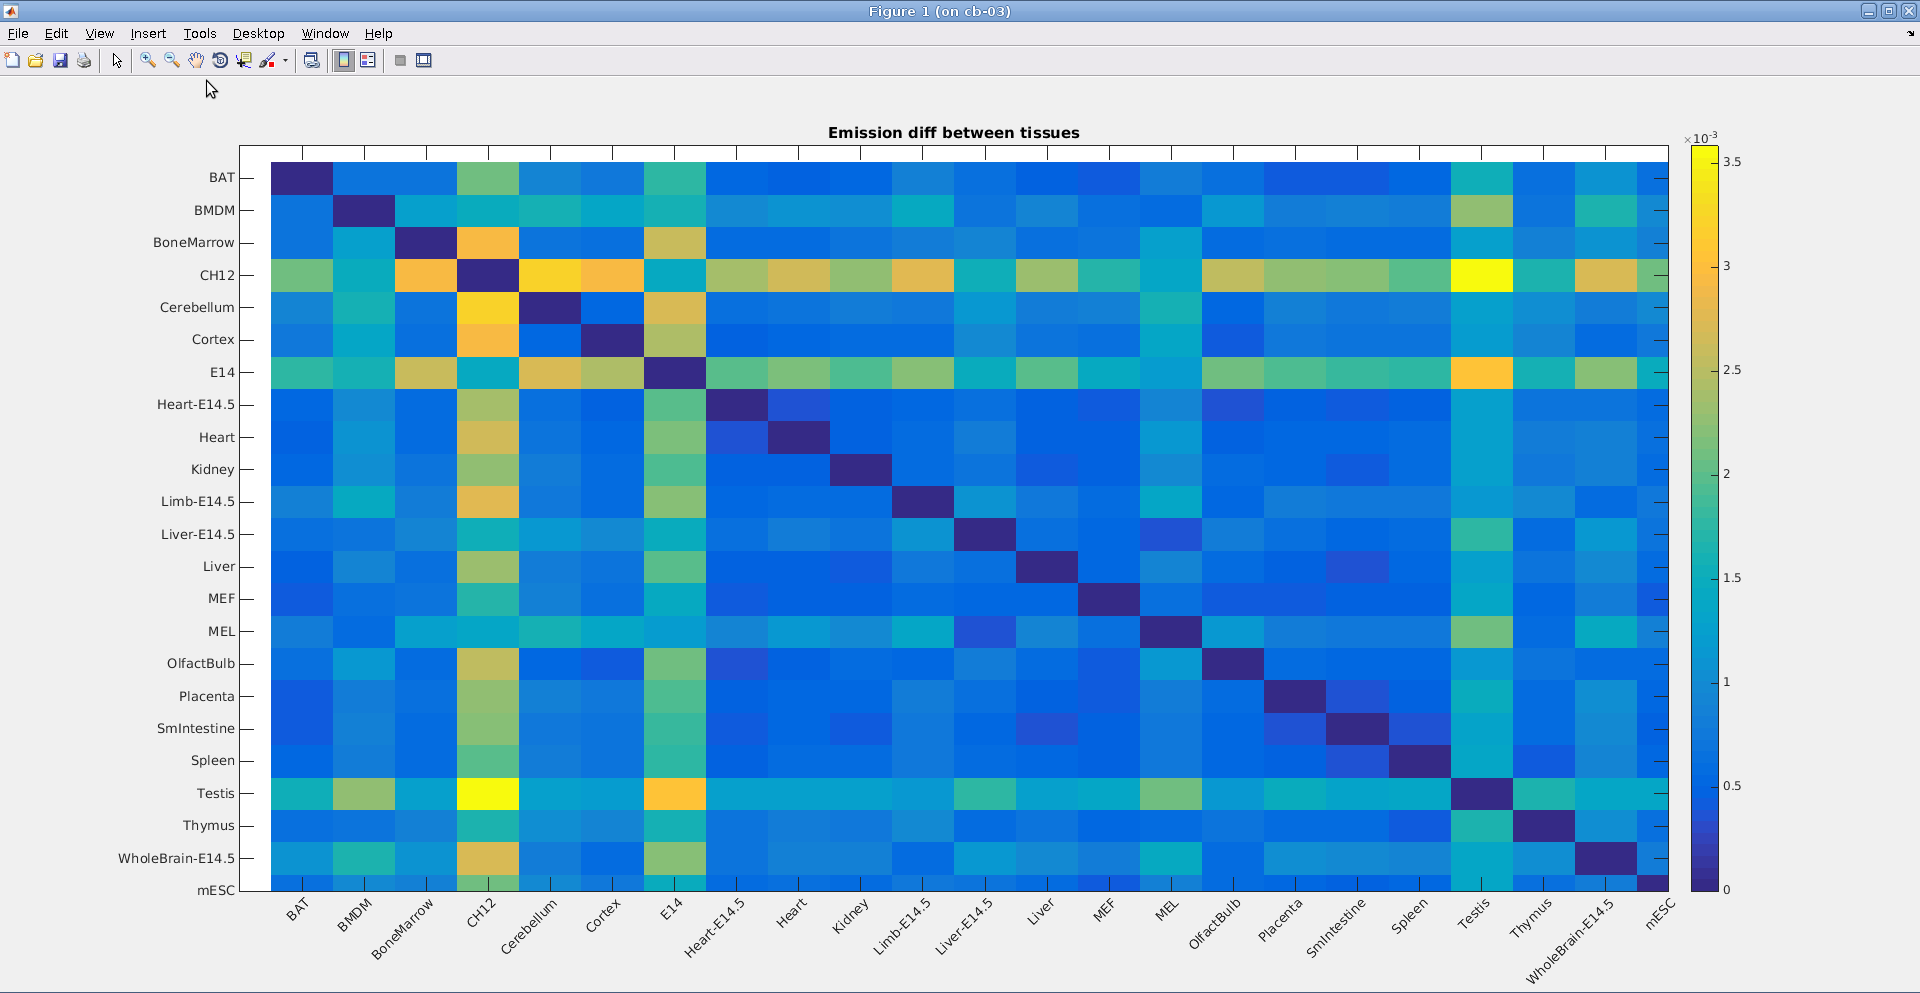 Figure 1 (on cb-03)
File Edit View Insert Tools Desktop Window Help
Emission diff between tissues
×10-3
BAT
BMDM
BoneMarrow
CH12
Cerebellum
Cortex
E14
Heart-E14.5
Heart
Kidney
Limb-E14.5
Liver-E14.5
Liver
MEF
MEL
OlfactBulb
Placenta
SmIntestine
Spleen
Testis
Thymus
WholeBrain-E14.5
mESC
3.5
3
2.5
2
1.5
1
0.5
0
BAT
BMDM
BoneMarrow
CH12
Cerebellum
Cortex
E14
Heart-E14.5
Heart
Kidney
Limb-E14.5
Liver-E14.5
Liver
MEF
MEL
OlfactBulb
Placenta
SmIntestine
Spleen
Testis
Thymus
WholeBrain-E14.5
mESC